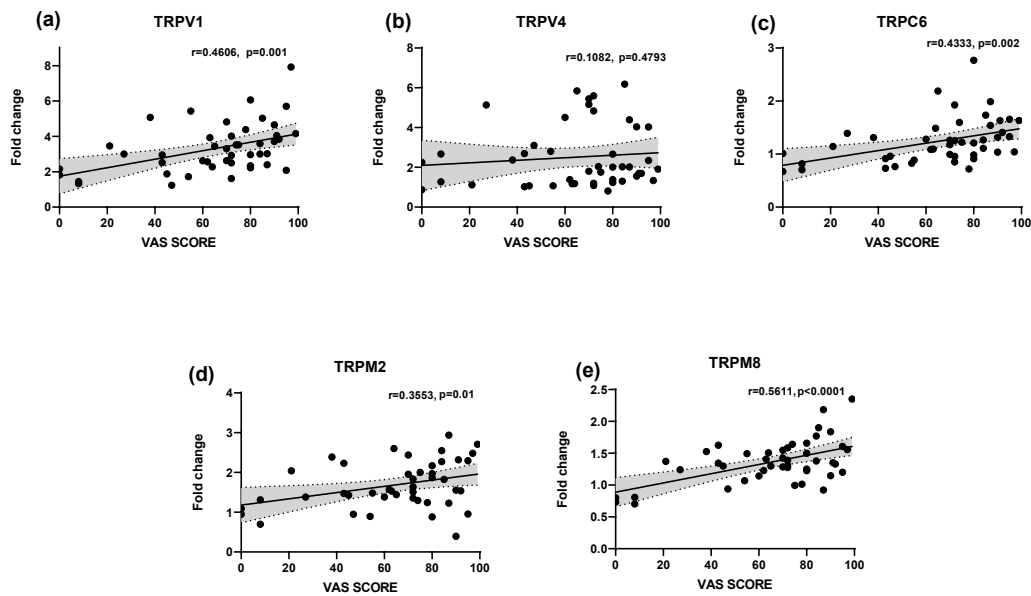 (a)
TRPV1
r=0.4606, p=0.001
Fold change
8
6
4
2
0
0 20 40 60 80 100
VAS SCORE
(b)
TRPV4
r=0.1082, p=0.4793
Fold change
8
6
4
2
0
0 20 40 60 80 100
VAS SCORE
(c)
TRPC6
r=0.4333, p=0.002
Fold change
3
2
1
0
0 20 40 60 80 100
VAS SCORE
(d)
TRPM2
r=0.3553, p=0.01
Fold change
4
3
2
1
0
0 20 40 60 80 100
VAS SCORE
(e)
TRPM8
r=0.5611, p<0.0001
Fold change
2.5
2.0
1.5
1.0
0.5
0.0
0 20 40 60 80 100
VAS SCORE